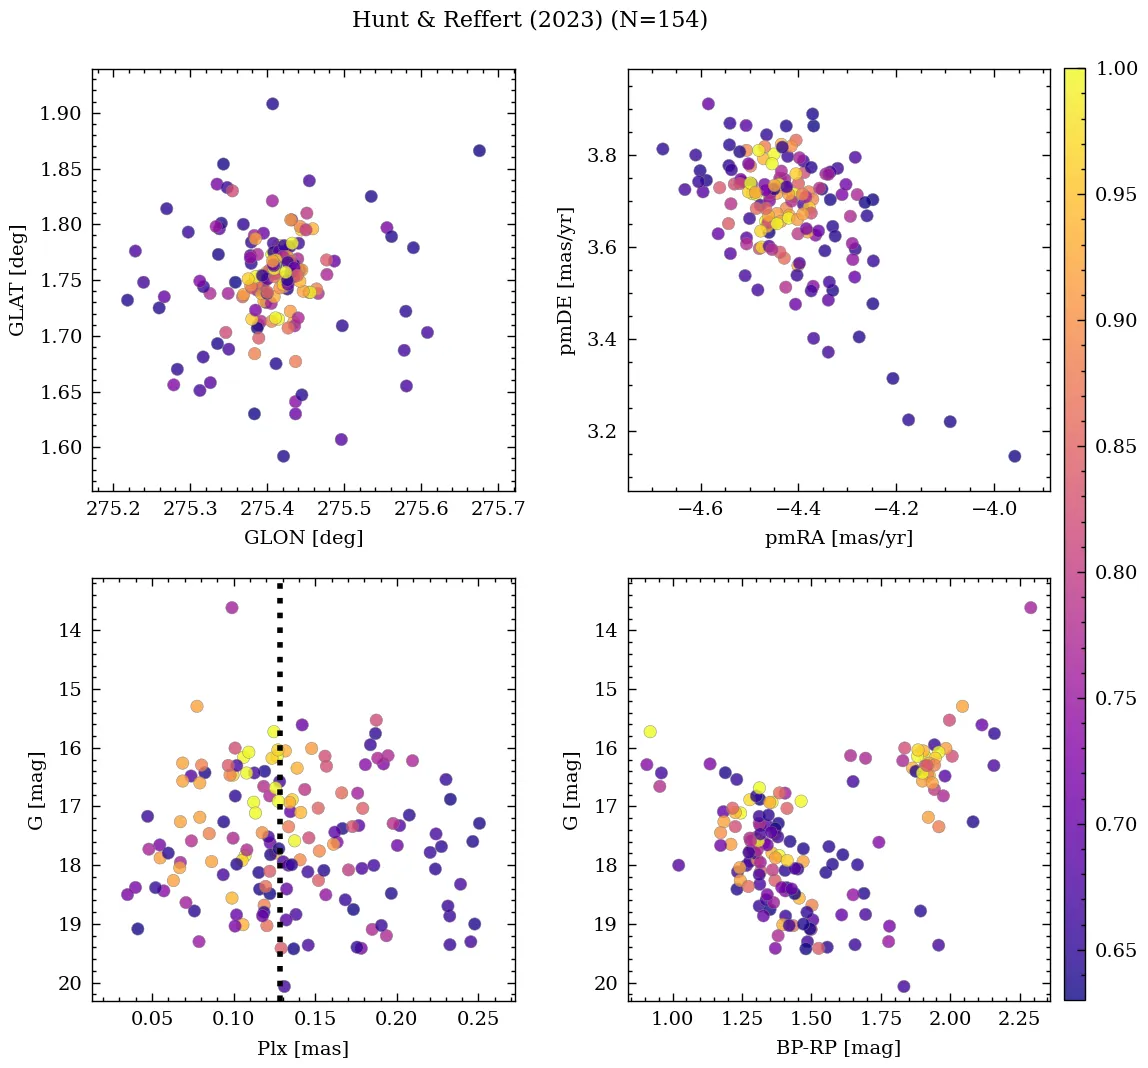 Hunt & Reffert (2023) (N=154)
1.90
1.85
1.80
1.75
1.70
1.65
1.60
GLAT [deg]
275.2 275.3 275.4 275.5 275.6 275.7
GLON [deg]
3.8
3.6
3.4
3.2
pmDE [mas/yr]
−4.6 −4.4 −4.2 −4.0
pmRA [mas/yr]
14
15
16
17
18
19
20
G [mag]
0.05 0.10 0.15 0.20 0.25
Plx [mas]
14
15
16
17
18
19
20
G [mag]
1.00 1.25 1.50 1.75 2.00 2.25
BP-RP [mag]
1.00
0.95
0.90
0.85
0.80
0.75
0.70
0.65